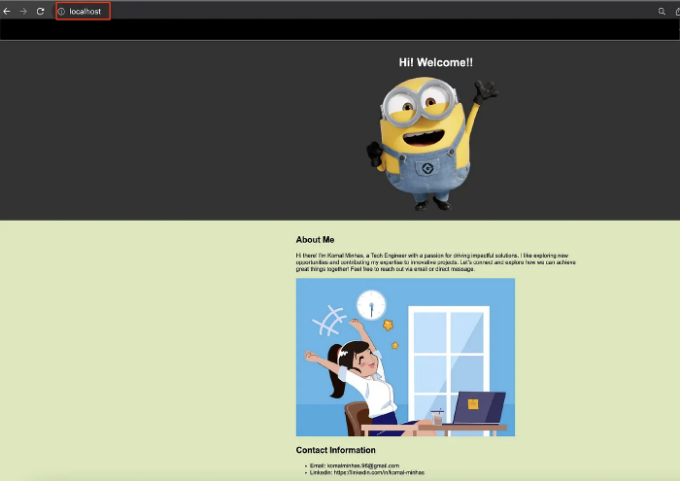 localhost
Hi! Welcome!!
About Me
Hi there! I'm Komal Minhas, a Tech Engineer with a passion for driving impactful solutions. I like exploring new
opportunities and contributing my expertise to innovative projects. Let's connect and explore how we can achieve
great things together! Feel free to reach out via email or direct message.
Contact Information
Email: komalminhas.96@gmail.com
LinkedIn: https://linkedin.com/in/komal-minhas